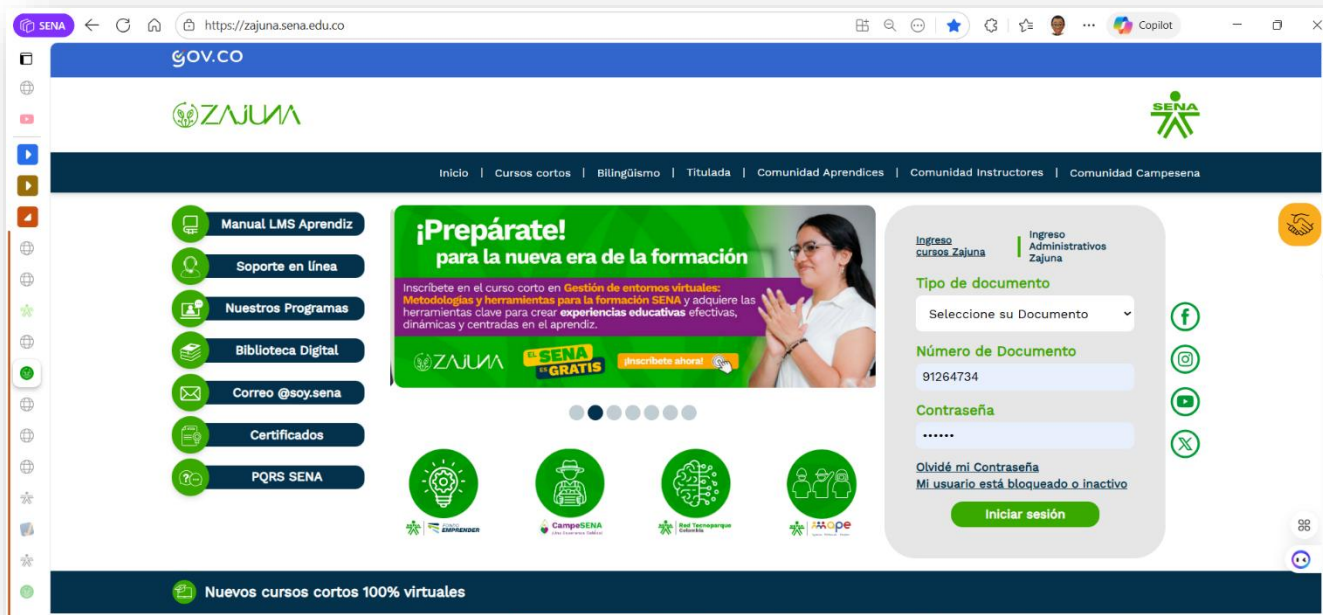 SENA
https://zajuna.sena.edu.co
Copilot
GOV.CO
ZAJUNA
SENA
Inicio | Cursos cortos | Bilingüismo | Titulada | Comunidad Aprendices | Comunidad Instructores | Comunidad Campesena
Manual LMS Aprendiz
Soporte en línea
Nuestros Programas
Biblioteca Digital
Correo @soy.sena
Certificados
PQRS SENA
¡Prepárate!
para la nueva era de la formación
Inscríbete en el curso corto en Gestión de entornos virtuales:
Metodologías y herramientas para la formación SENA y adquiere las
herramientas clave para crear experiencias educativas efectivas,
dinámicas y centradas en el aprendiz.
ZAJUNA
EL SENA
ES GRATIS
¡Inscríbete ahora!
FONDO
EMPRENDER
CampeSENA
Red Tecnoparque
Colombia
ape
Ingreso
cursos Zajuna
Ingreso
Administrativos
Zajuna
Tipo de documento
Seleccione su Documento
Número de Documento
91264734
Contraseña
••••••
Olvidé mi Contraseña
Mi usuario está bloqueado o inactivo
Iniciar sesión
Nuevos cursos cortos 100% virtuales